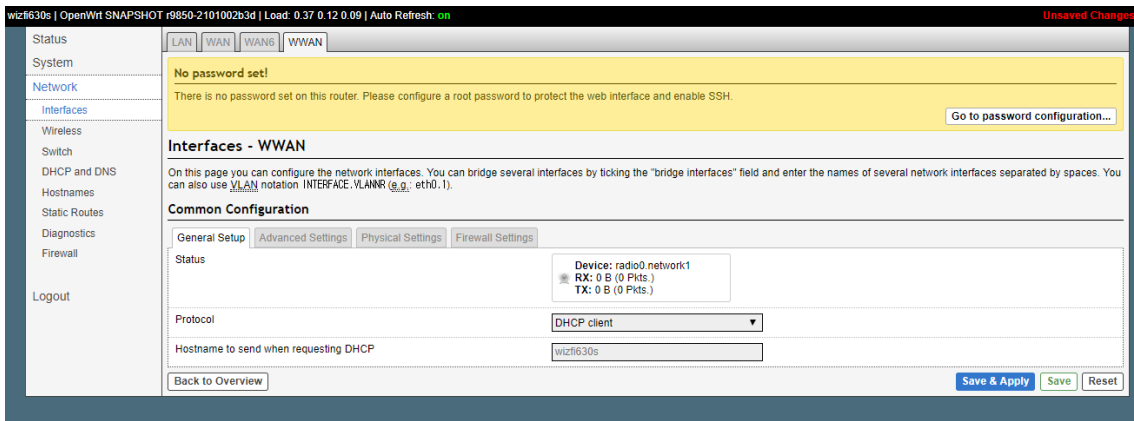 wizfi630s | OpenWrt SNAPSHOT r9850-2101002b3d | Load: 0.37 0.12 0.09 | Auto Refresh: on
Unsaved Changes
Status
System
Network
Interfaces
Wireless
Switch
DHCP and DNS
Hostnames
Static Routes
Diagnostics
Firewall
Logout
LAN WAN WAN6 WWAN
No password set!
There is no password set on this router. Please configure a root password to protect the web interface and enable SSH.
Go to password configuration...
Interfaces - WWAN
On this page you can configure the network interfaces. You can bridge several interfaces by ticking the "bridge interfaces" field and enter the names of several network interfaces separated by spaces. You
can also use VLAN notation INTERFACE.VLANNR (e.g.: eth0.1).
Common Configuration
General Setup Advanced Settings Physical Settings Firewall Settings
Status
Device: radio0.network1
RX: 0 B (0 Pkts.)
TX: 0 B (0 Pkts.)
Protocol
DHCP client
Hostname to send when requesting DHCP
wizfi630s
Back to Overview
Save & Apply Save Reset